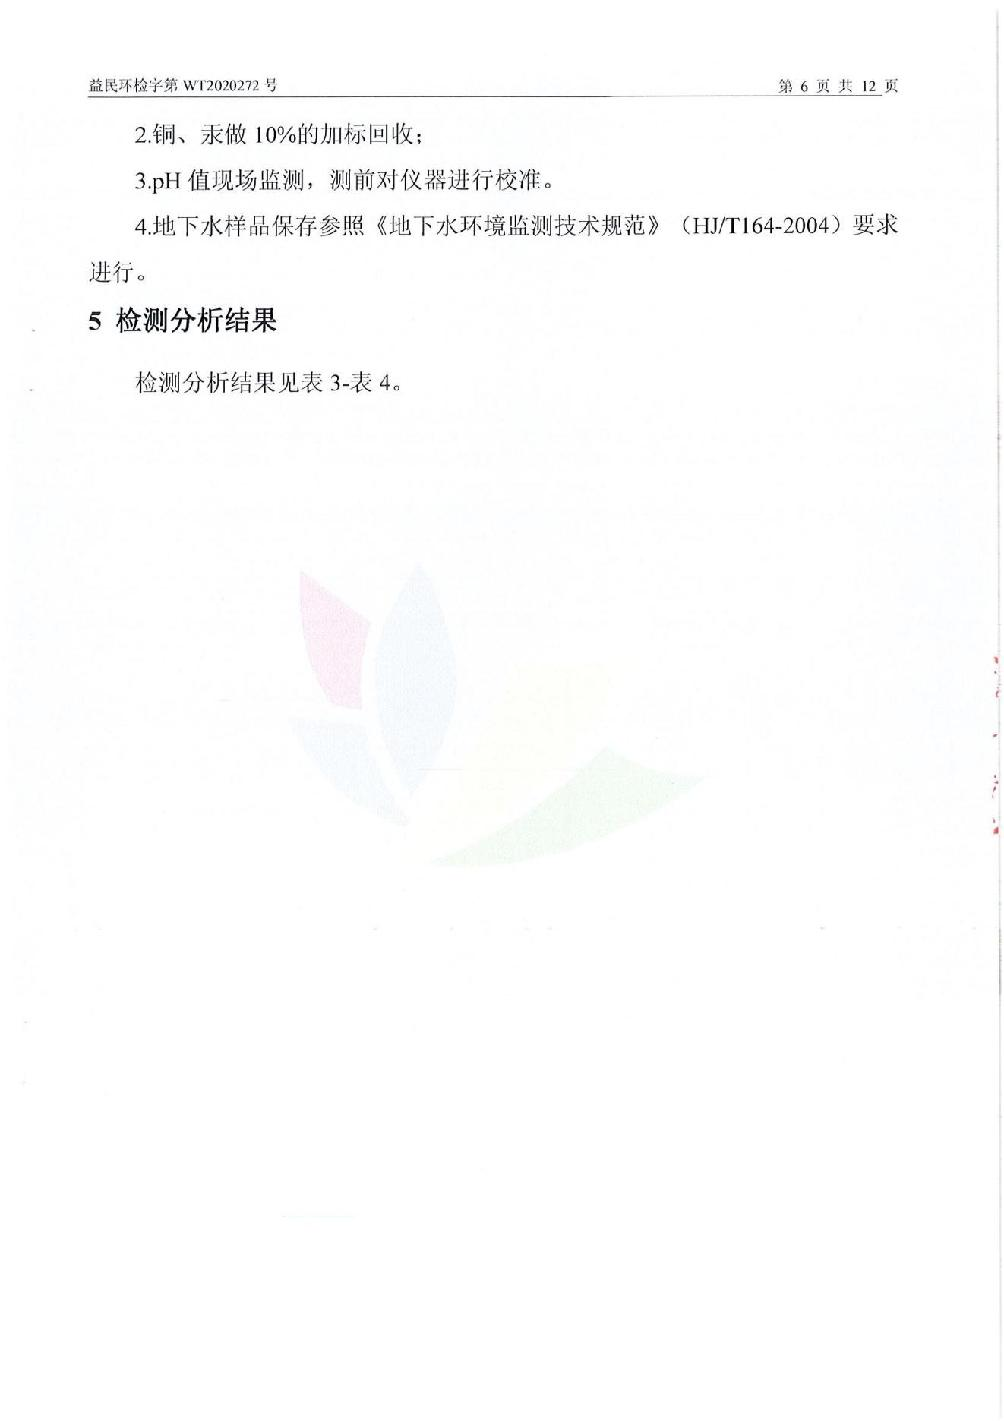 益民环检字第 WT2020272 号 第 6 页 共 12 页
2.铜、汞做 10%的加标回收；
3.pH 值现场监测，测前对仪器进行校准。
4.地下水样品保存参照《地下水环境监测技术规范》（HJ/T164-2004）要求
进行。
5 检测分析结果
检测分析结果见表 3-表 4。